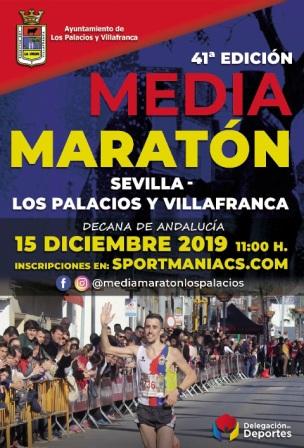 Ayuntamiento de
Los Palacios y Villafranca
41ª EDICIÓN
MEDIA
MARATÓN
SEVILLA -
LOS PALACIOS Y VILLAFRANCA
DECANA DE ANDALUCÍA
15 DICIEMBRE 2019 11:00 H.
INSCRIPCIONES EN: SPORTMANIACS.COM
@mediamaratonlospalacios
Delegación de
Deportes